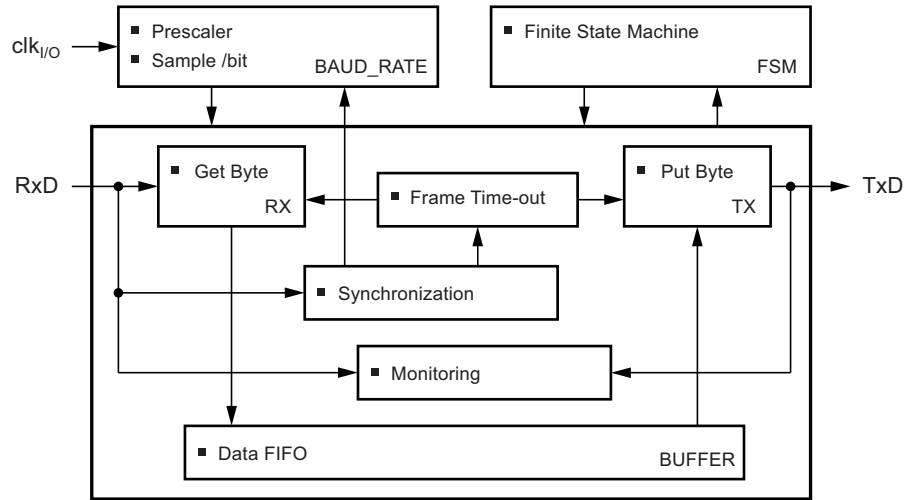 clkI/O
Prescaler
Sample /bit
BAUD_RATE
Finite State Machine
FSM
RxD
Get Byte
RX
Frame Time-out
Put Byte
TX
TxD
Synchronization
Monitoring
Data FIFO
BUFFER